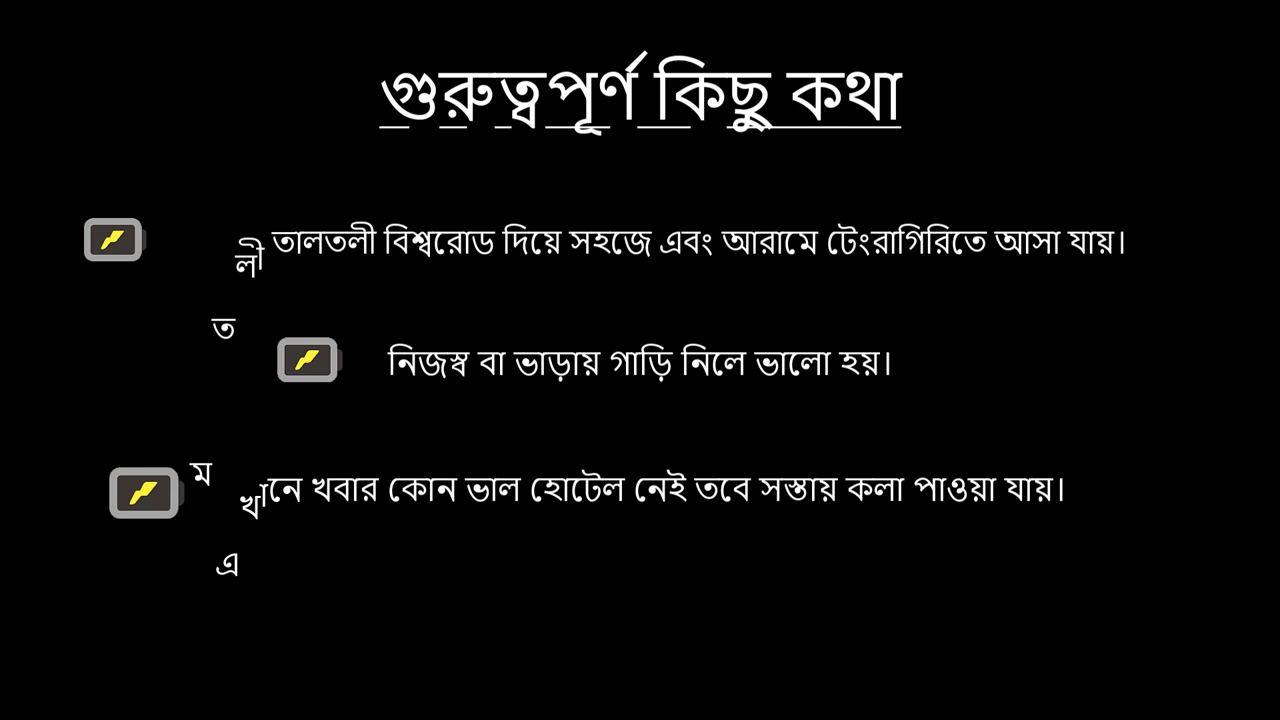 গুরুত্বপূর্ণ কিছু কথা
লী তালতলী বিশ্বরোড দিয়ে সহজে এবং আরামে টেংরাগিরিতে আসা যায়।
ত
নিজস্ব বা ভাড়ায় গাড়ি নিলে ভালো হয়।
ম
খানে খবার কোন ভাল হোটেল নেই তবে সস্তায় কলা পাওয়া যায়।
এ